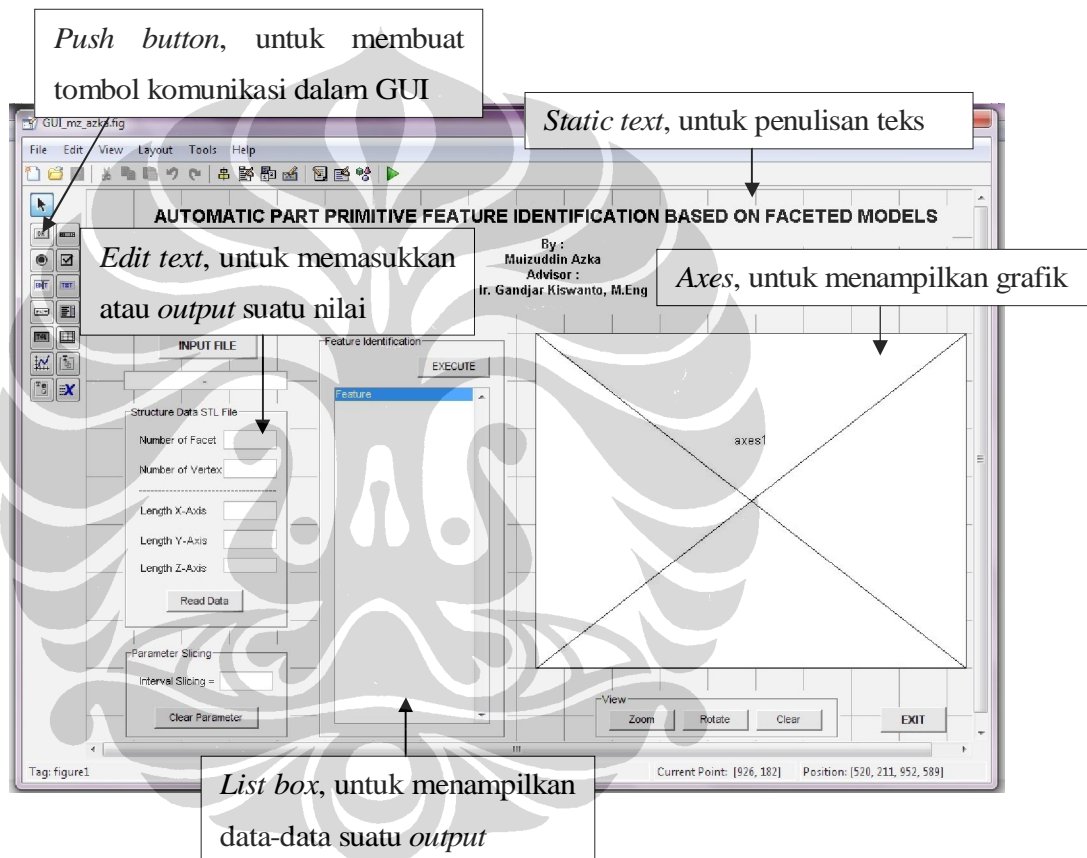 Push button, untuk membuat
tombol komunikasi dalam GUI
Static text, untuk penulisan teks
GUI_mz_azka.fig
File Edit View Layout Tools Help
AUTOMATIC PART PRIMITIVE FEATURE IDENTIFICATION BASED ON FACETED MODELS
By :
Muizuddin Azka
Advisor :
Ir. Gandjar Kiswanto, M.Eng
Edit text, untuk memasukkan
atau output suatu nilai
Axes, untuk menampilkan grafik
INPUT FILE
-
Structure Data STL File
Number of Facet
Number of Vertex
Length X-Axis
Length Y-Axis
Length Z-Axis
Read Data
Parameter Slicing
Interval Slicing =
Clear Parameter
Feature Identification
EXECUTE
Feature
axes1
View
Zoom Rotate Clear
EXIT
Tag: figure1
Current Point: [926, 182] Position: [520, 211, 952, 589]
List box, untuk menampilkan
data-data suatu output